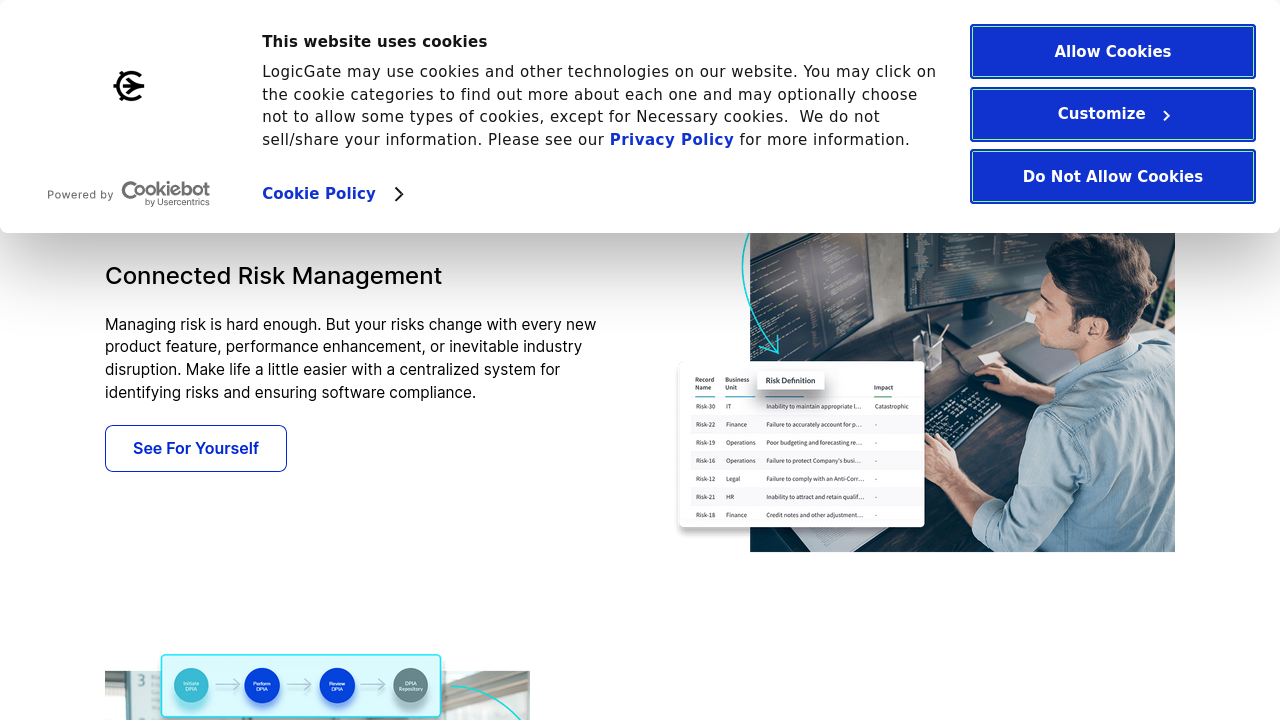 This website uses cookies
LogicGate may use cookies and other technologies on our website. You may click on
the cookie categories to find out more about each one and may optionally choose
not to allow some types of cookies, except for Necessary cookies.  We do not
sell/share your information. Please see our Privacy Policy for more information.
Powered by Cookiebot
by Usercentrics
Cookie Policy
Allow Cookies
Customize
Do Not Allow Cookies
Connected Risk Management
Managing risk is hard enough. But your risks change with every new
product feature, performance enhancement, or inevitable industry
disruption. Make life a little easier with a centralized system for
identifying risks and ensuring software compliance.
See For Yourself
Record Name Business Unit Risk Definition Impact
Risk-30 IT Inability to maintain appropriate l... Catastrophic
Risk-22 Finance Failure to accurately account for p... -
Risk-19 Operations Poor budgeting and forecasting re... -
Risk-16 Operations Failure to protect Company's busi... -
Risk-12 Legal Failure to comply with an Anti-Corr... -
Risk-21 HR Inability to attract and retain qualif... -
Risk-18 Finance Credit notes and other adjustment... -
Initiate DPIA
Perform DPIA
Review DPIA
DPIA Repository
3